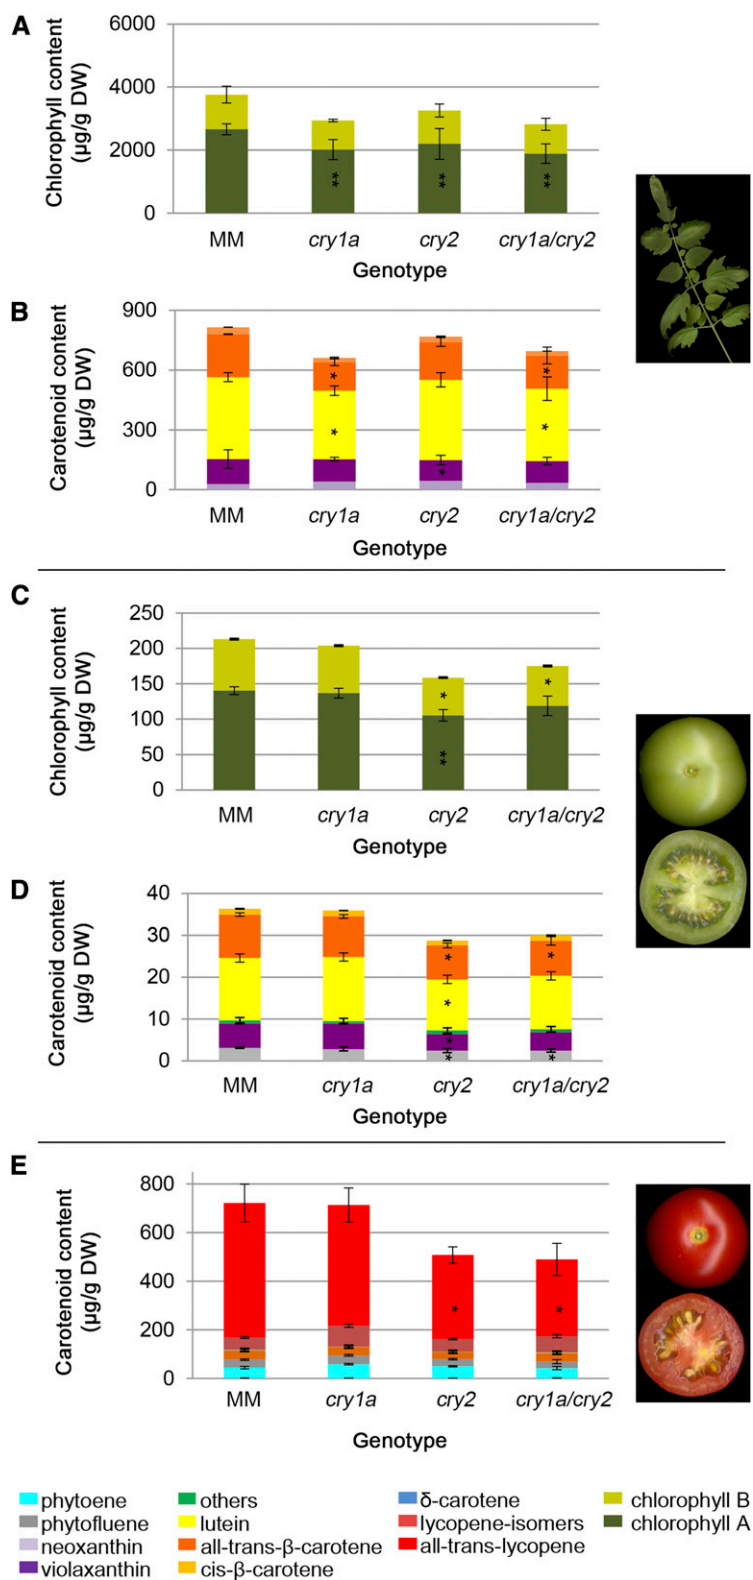 A
Chlorophyll content
(µg/g DW)
6000
4000
2000
0
** ** **
MM cry1a cry2 cry1a/cry2
Genotype
B
Carotenoid content
(µg/g DW)
900
600
300
0
* *
* *
*
MM cry1a cry2 cry1a/cry2
Genotype
C
Chlorophyll content
(µg/g DW)
250
200
150
100
50
0
* *
**
MM cry1a cry2 cry1a/cry2
Genotype
D
Carotenoid content
(µg/g DW)
40
30
20
10
0
* *
*
*
* *
MM cry1a cry2 cry1a/cry2
Genotype
E
Carotenoid content
(µg/g DW)
800
600
400
200
0
* *
MM cry1a cry2 cry1a/cry2
Genotype
phytoene others δ-carotene chlorophyll B
phytofluene lutein lycopene-isomers chlorophyll A
neoxanthin all-trans-β-carotene all-trans-lycopene
violaxanthin cis-β-carotene